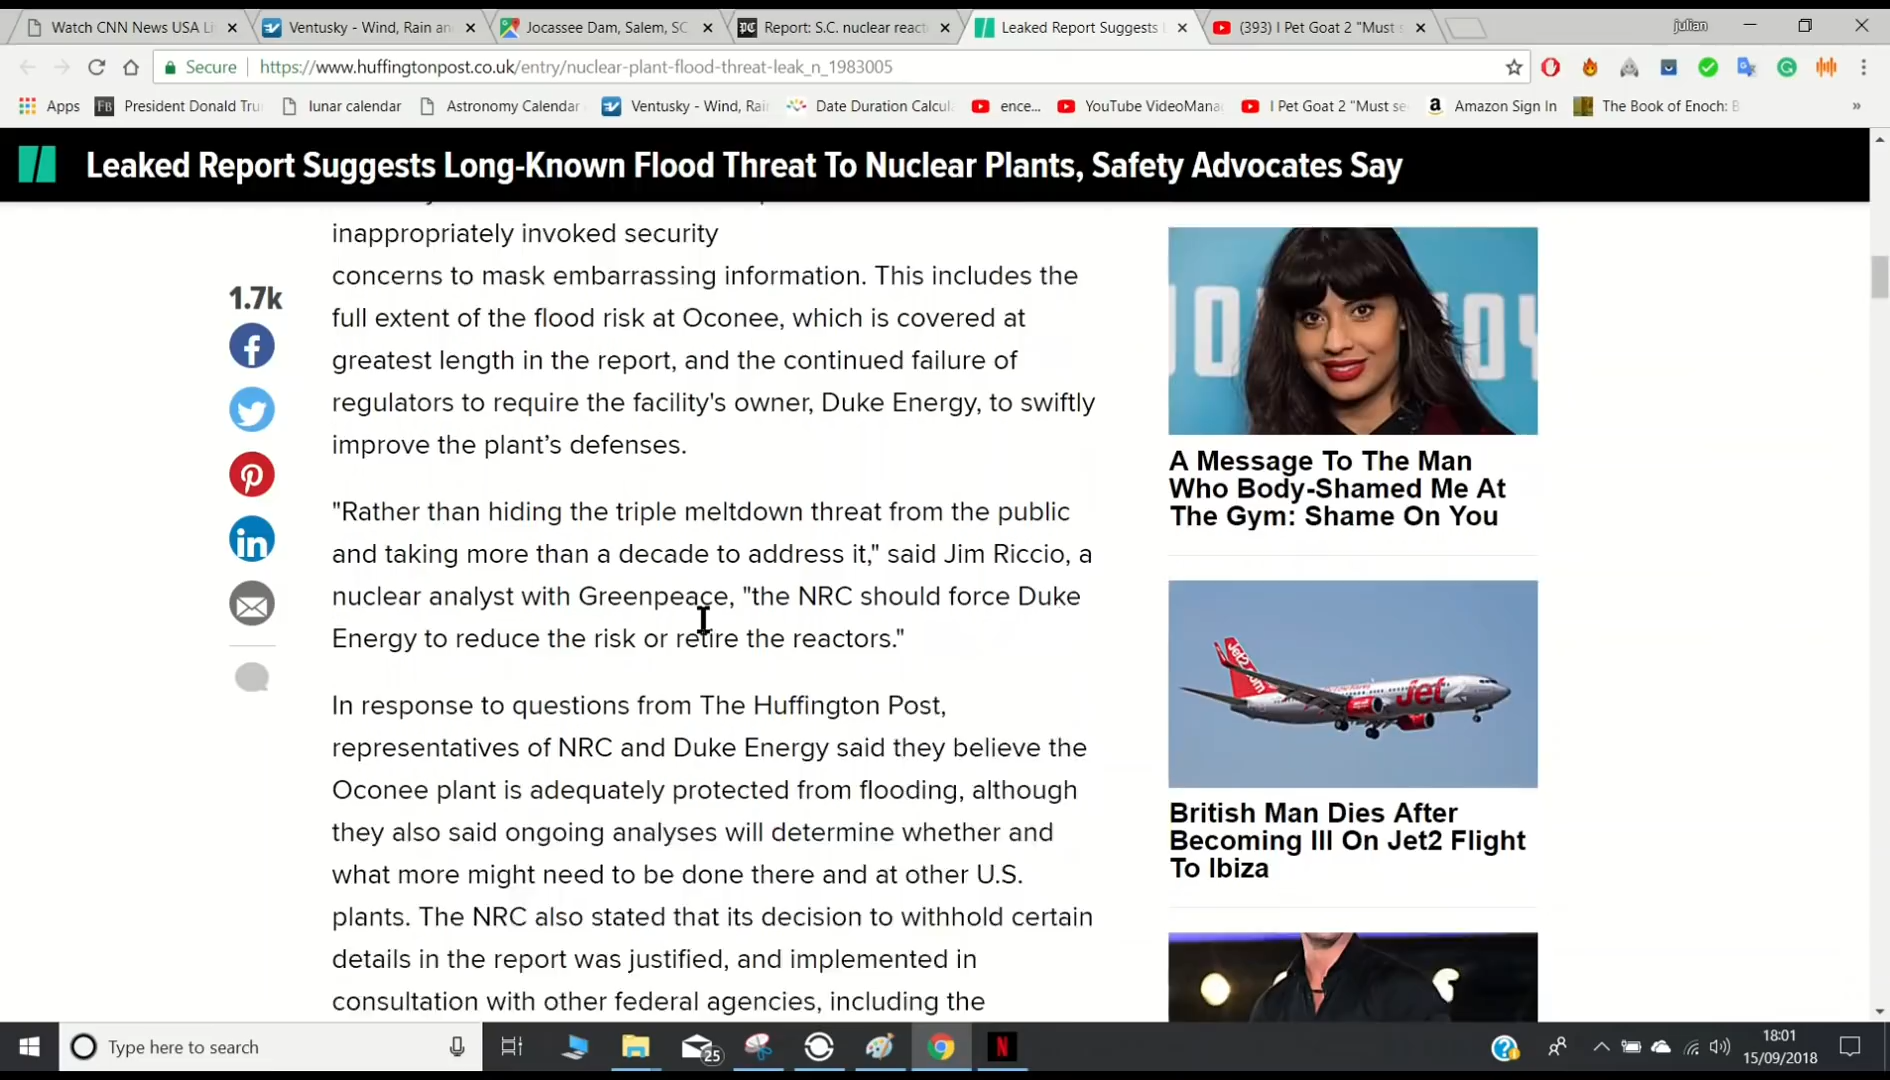 Watch CNN News USA Li
Ventusky - Wind, Rain an
Jocassee Dam, Salem, SC
Report: S.C. nuclear react
Leaked Report Suggests L
(393) I Pet Goat 2 "Must s
julian
Secure
https://www.huffingtonpost.co.uk/entry/nuclear-plant-flood-threat-leak_n_1983005
Apps
FB President Donald Tru
lunar calendar
Astronomy Calendar
Ventusky - Wind, Rai
Date Duration Calcul
ence...
YouTube VideoMana
I Pet Goat 2 "Must se
Amazon Sign In
The Book of Enoch: B
Leaked Report Suggests Long-Known Flood Threat To Nuclear Plants, Safety Advocates Say
inappropriately invoked security
concerns to mask embarrassing information. This includes the
full extent of the flood risk at Oconee, which is covered at
greatest length in the report, and the continued failure of
regulators to require the facility's owner, Duke Energy, to swiftly
improve the plant’s defenses.
"Rather than hiding the triple meltdown threat from the public
and taking more than a decade to address it," said Jim Riccio, a
nuclear analyst with Greenpeace, "the NRC should force Duke
Energy to reduce the risk or retire the reactors."
In response to questions from The Huffington Post,
representatives of NRC and Duke Energy said they believe the
Oconee plant is adequately protected from flooding, although
they also said ongoing analyses will determine whether and
what more might need to be done there and at other U.S.
plants. The NRC also stated that its decision to withhold certain
details in the report was justified, and implemented in
consultation with other federal agencies, including the
1.7k
A Message To The Man
Who Body-Shamed Me At
The Gym: Shame On You
Jet2.com
Jet
British Man Dies After
Becoming Ill On Jet2 Flight
To Ibiza
Type here to search
25
N
18:01
15/09/2018